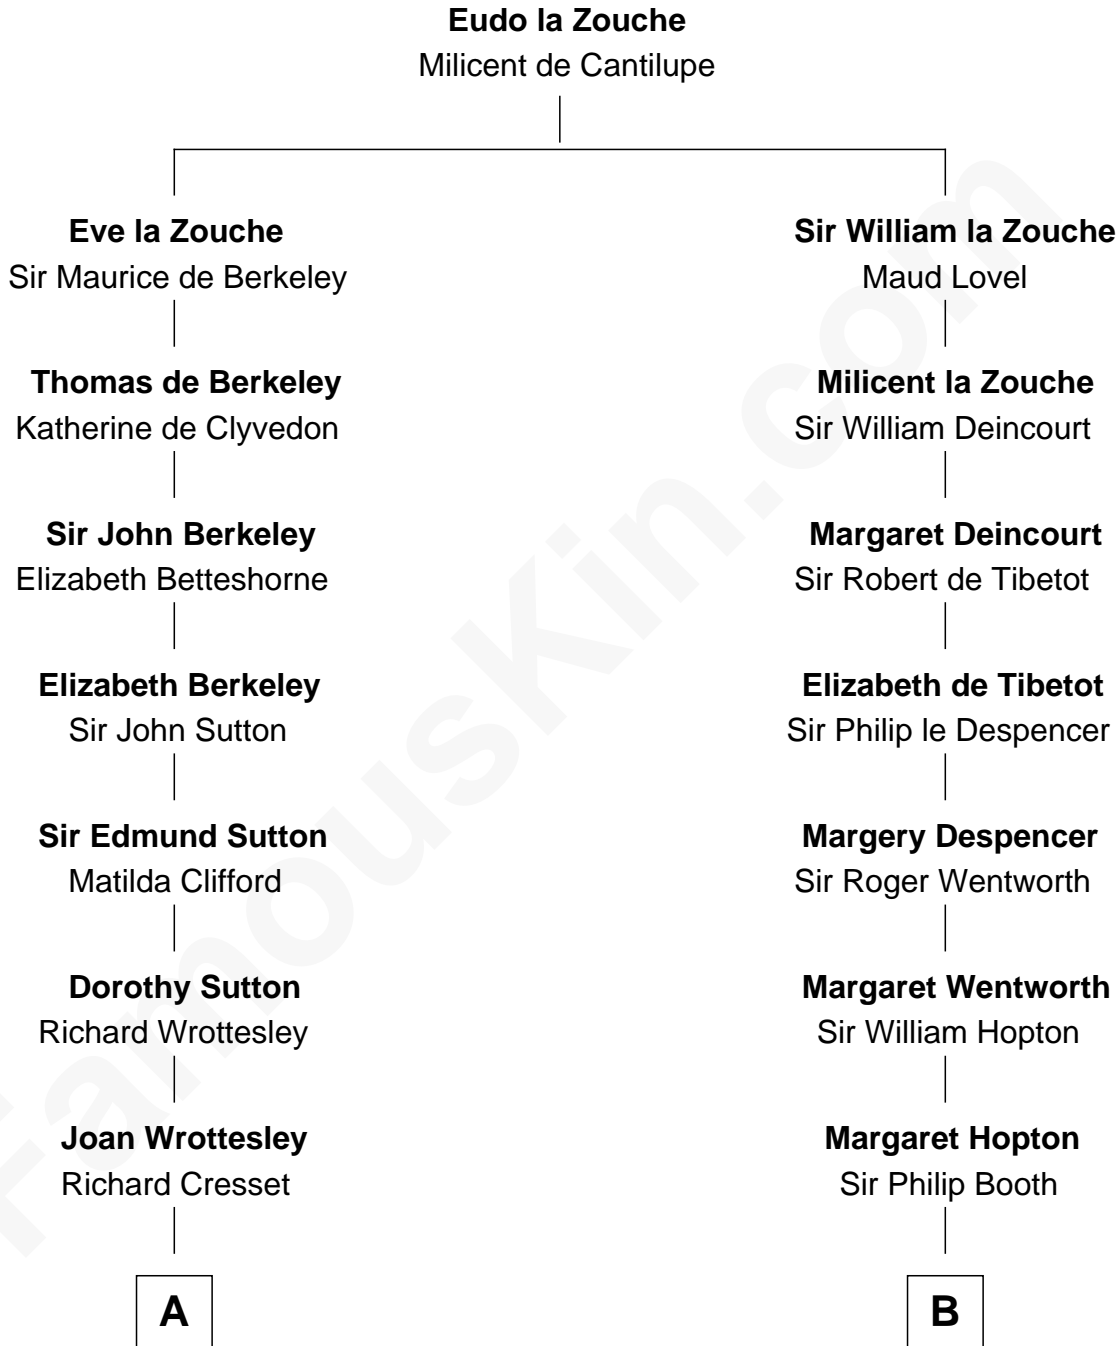 Eudo la Zouche
Milicent de Cantilupe
Eve la Zouche
Sir Maurice de Berkeley
Sir William la Zouche
Maud Lovel
Thomas de Berkeley
Katherine de Clyvedon
Milicent la Zouche
Sir William Deincourt
Sir John Berkeley
Elizabeth Betteshorne
Margaret Deincourt
Sir Robert de Tibetot
Elizabeth Berkeley
Sir John Sutton
Elizabeth de Tibetot
Sir Philip le Despencer
Sir Edmund Sutton
Matilda Clifford
Margery Despencer
Sir Roger Wentworth
Dorothy Sutton
Richard Wrottesley
Margaret Wentworth
Sir William Hopton
Joan Wrottesley
Richard Cresset
Margaret Hopton
Sir Philip Booth
A
B
FamousKin.com